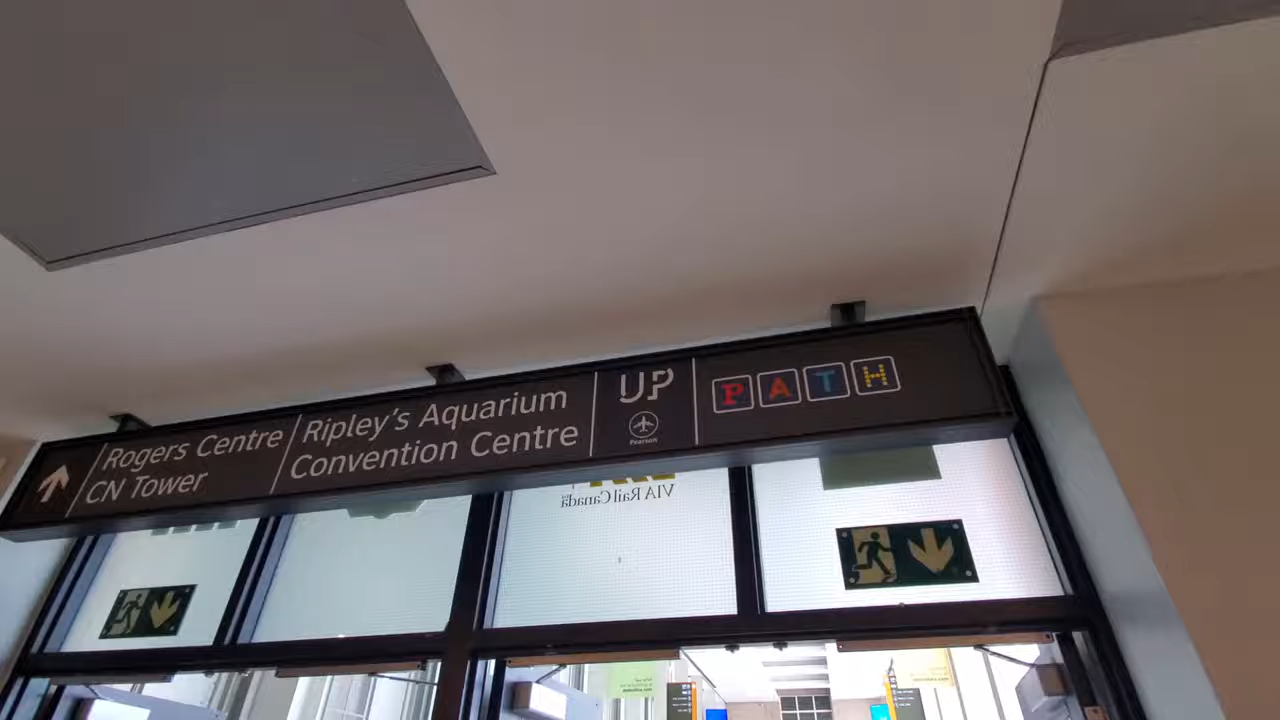 Rogers Centre
CN Tower
Ripley's Aquarium
Convention Centre
UP
Pearson
PATH
VIA Rail Canada